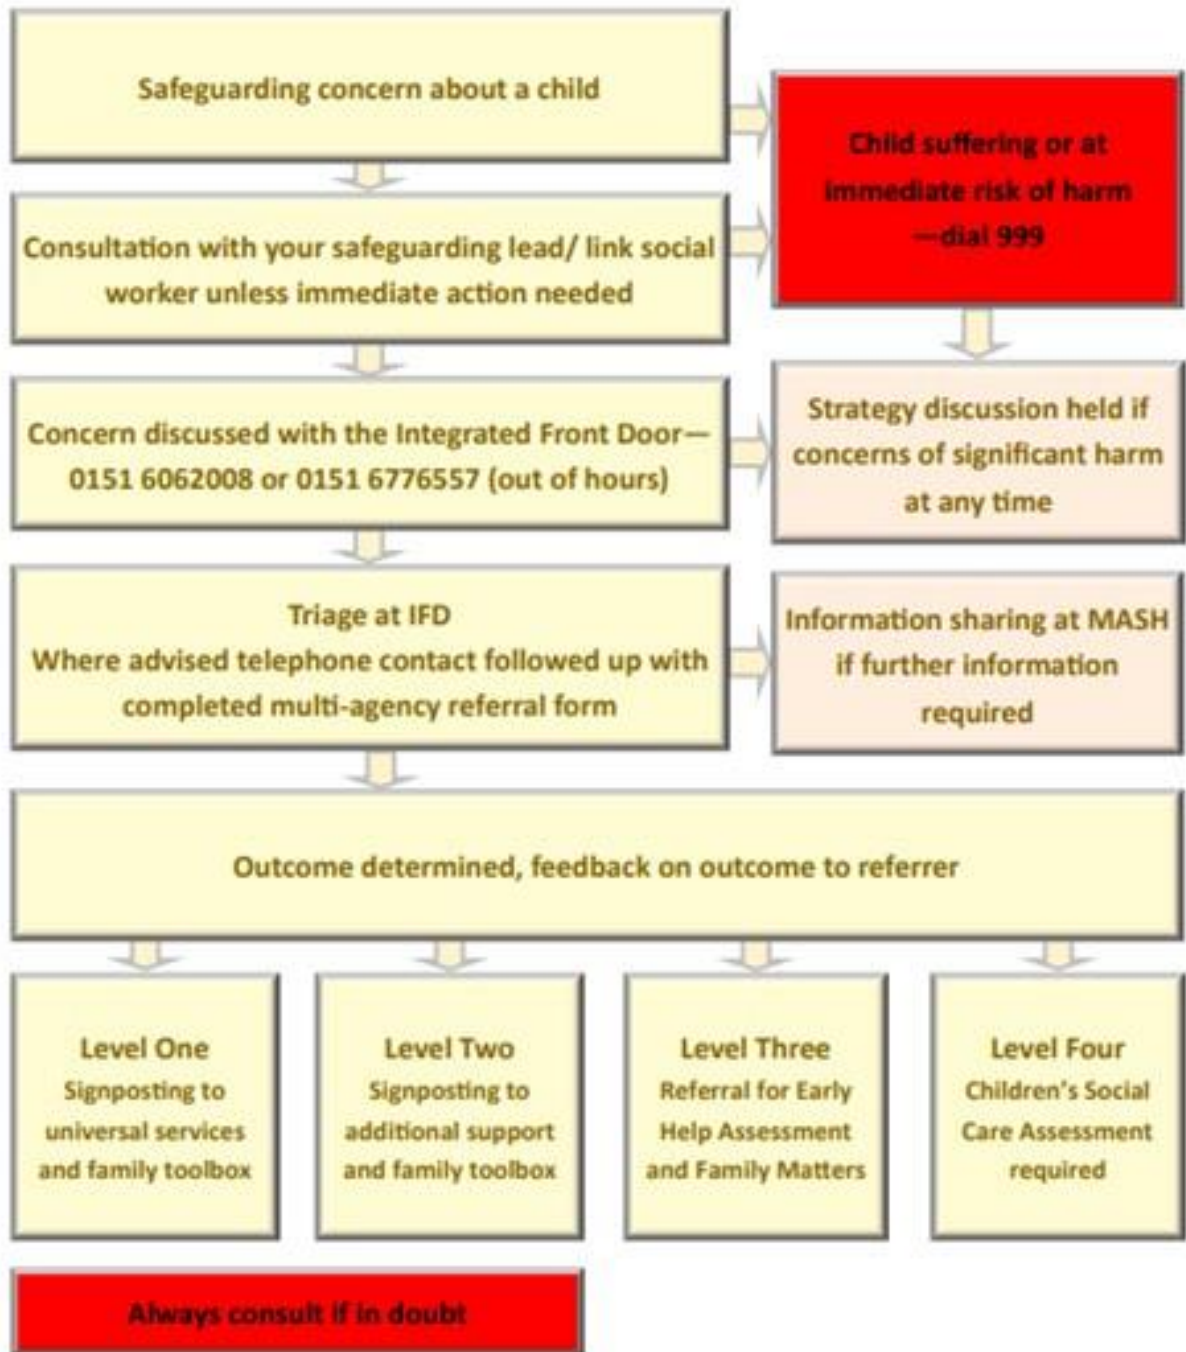 Safeguarding concern about a child
Child suffering or at
immediate risk of harm
—dial 999
Consultation with your safeguarding lead/ link social
worker unless immediate action needed
Concern discussed with the Integrated Front Door—
0151 6062008 or 0151 6776557 (out of hours)
Strategy discussion held if
concerns of significant harm
at any time
Triage at IFD
Where advised telephone contact followed up with
completed multi-agency referral form
Information sharing at MASH
if further information
required
Outcome determined, feedback on outcome to referrer
Level One
Signposting to
universal services
and family toolbox
Level Two
Signposting to
additional support
and family toolbox
Level Three
Referral for Early
Help Assessment
and Family Matters
Level Four
Children's Social
Care Assessment
required
Always consult if in doubt